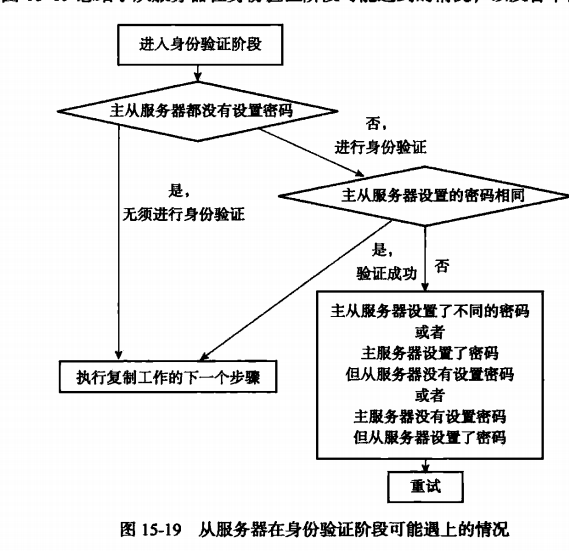 进入身份验证阶段
主从服务器都没有设置密码
否，
进行身份验证
是，
无须进行身份验证
主从服务器设置的密码相同
是，
验证成功
否
主从服务器设置了不同的密码
或者
主服务器设置了密码
但从服务器没有设置密码
或者
主服务器没有设置密码
但从服务器设置了密码
执行复制工作的下一个步骤
重试
图 15-19 从服务器在身份验证阶段可能遇上的情况